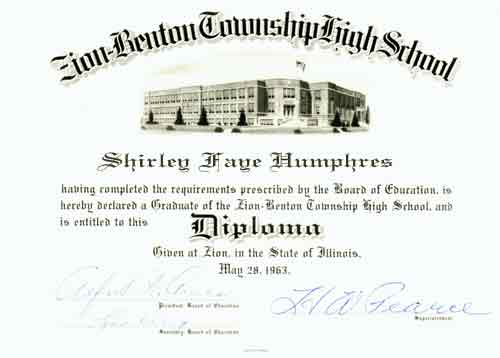 Zion-Benton Township High School
Shirley Faye Humphres
having completed the requirements prescribed by the Board of Education, is
hereby declared a Graduate of the Zion-Benton Township High School, and
is entitled to this Diploma
Given at Zion, in the State of Illinois,
May 28, 1963.
President Board of Education
H W Pearce
Superintendent
Secretary Board of Education